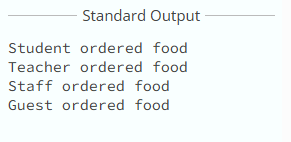 Standard Output
Student ordered food
Teacher ordered food
Staff ordered food
Guest ordered food